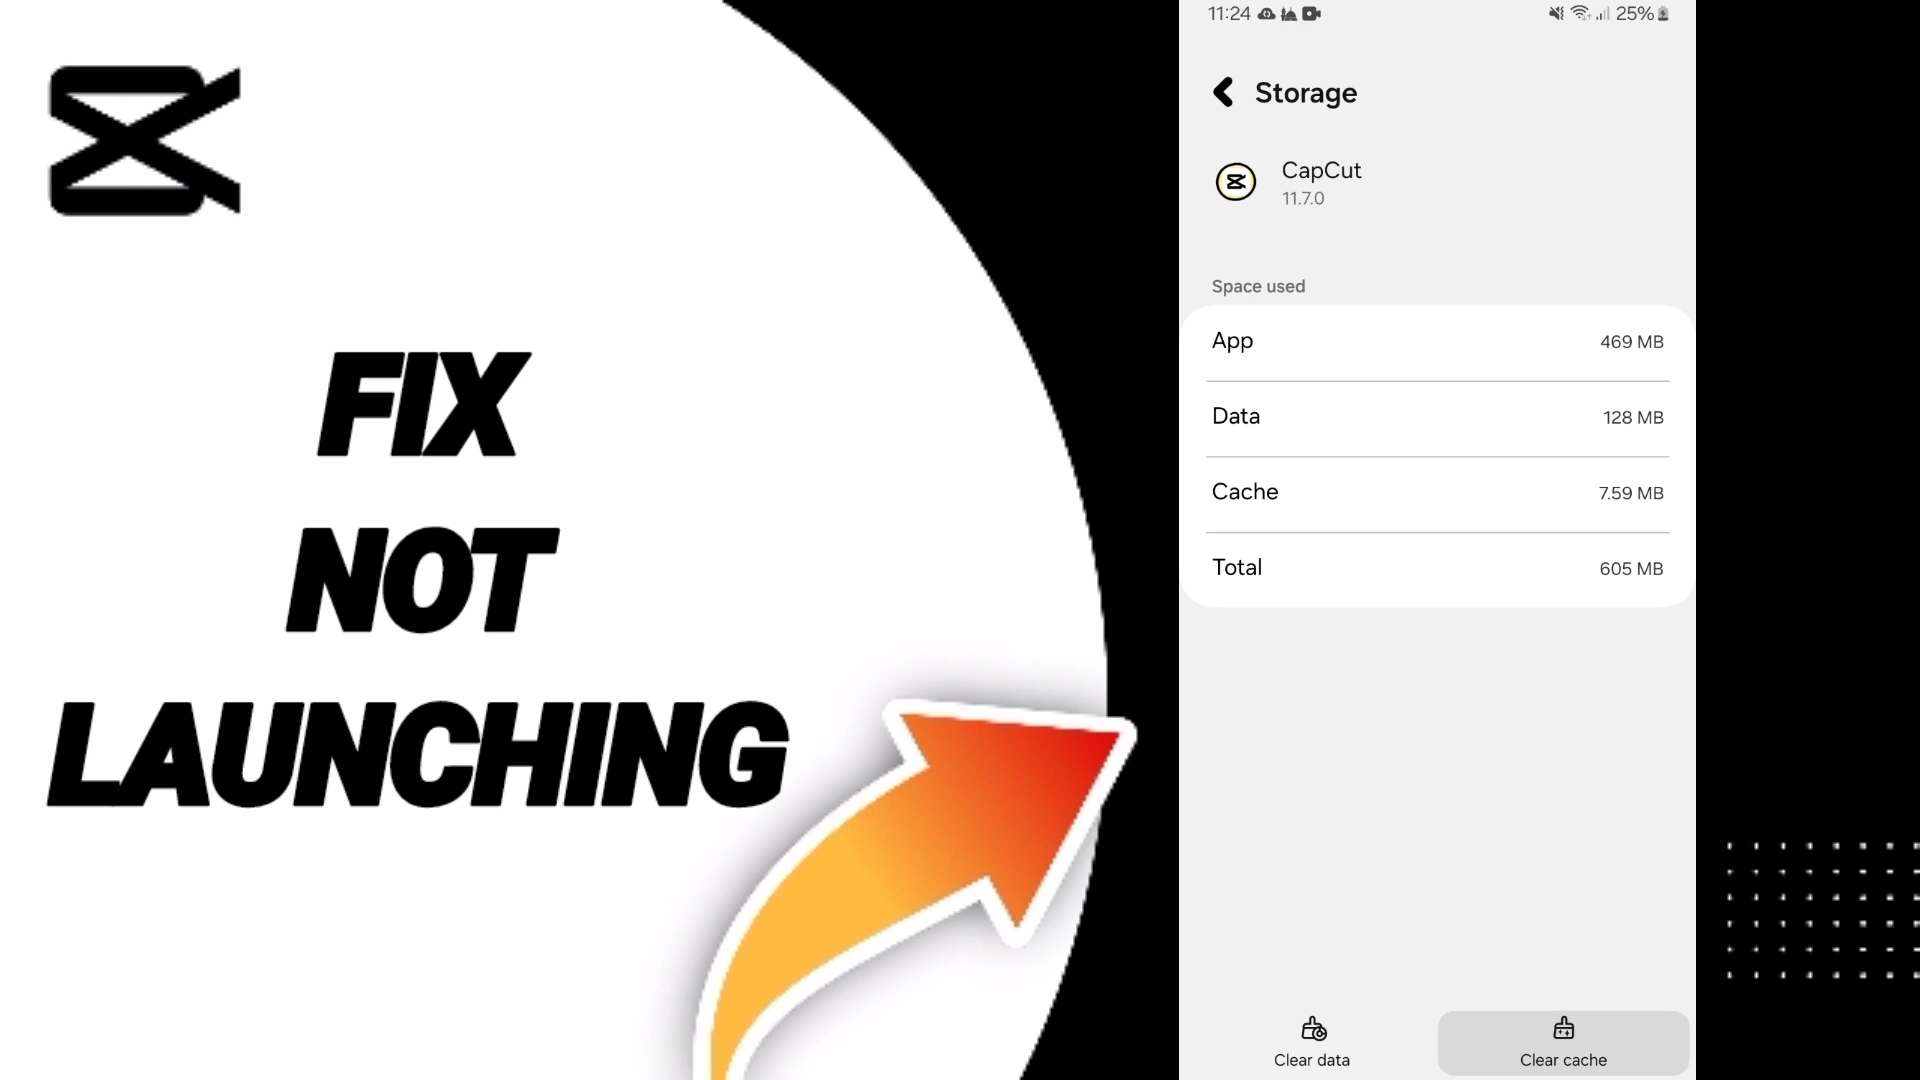 FIX
NOT
LAUNCHING
11:24 25%
Storage
CapCut
11.7.0
Space used
App 469 MB
Data 128 MB
Cache 7.59 MB
Total 605 MB
Clear data Clear cache